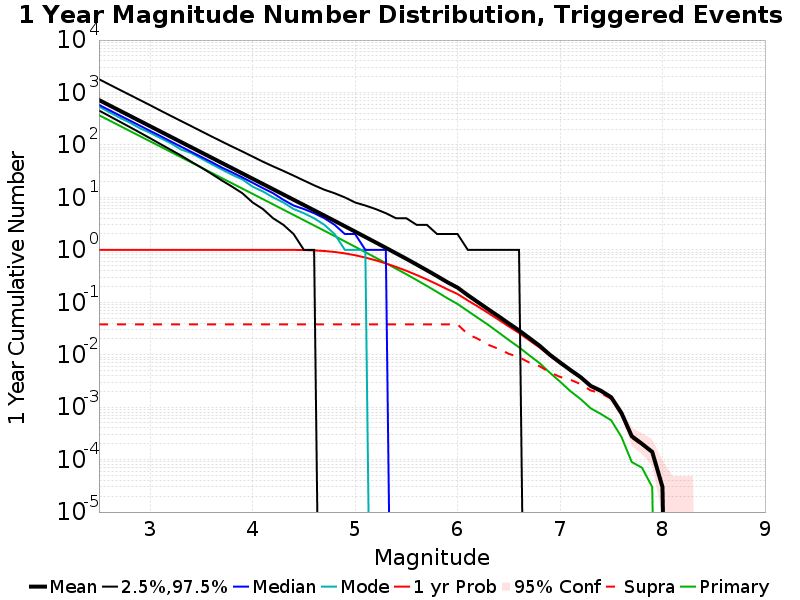 1 Year Magnitude Number Distribution, Triggered Events
1 Year Cumulative Number
10^4
10^3
10^2
10^1
10^0
10^-1
10^-2
10^-3
10^-4
10^-5
3 4 5 6 7 8 9
Magnitude
Mean 2.5%,97.5% Median Mode 1 yr Prob 95% Conf Supra Primary